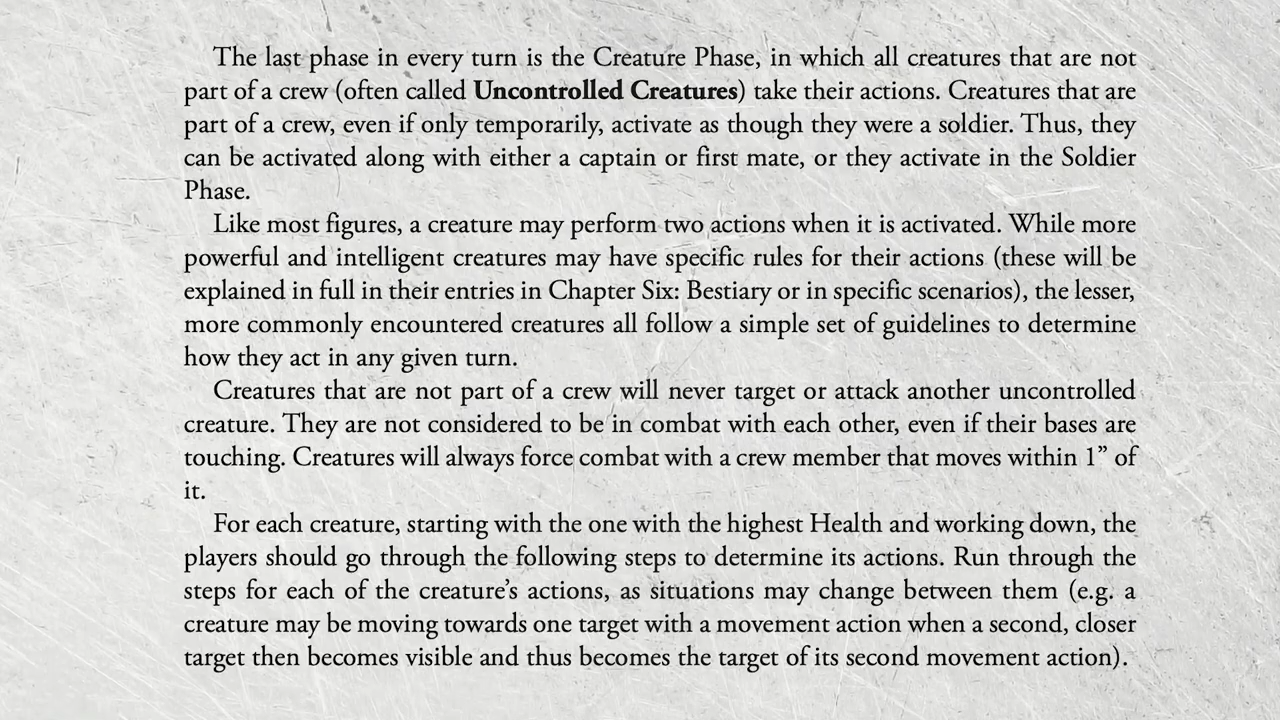 The last phase in every turn is the Creature Phase, in which all creatures that are not
part of a crew (often called Uncontrolled Creatures) take their actions. Creatures that are
part of a crew, even if only temporarily, activate as though they were a soldier. Thus, they
can be activated along with either a captain or first mate, or they activate in the Soldier
Phase.
Like most figures, a creature may perform two actions when it is activated. While more
powerful and intelligent creatures may have specific rules for their actions (these will be
explained in full in their entries in Chapter Six: Bestiary or in specific scenarios), the lesser,
more commonly encountered creatures all follow a simple set of guidelines to determine
how they act in any given turn.
Creatures that are not part of a crew will never target or attack another uncontrolled
creature. They are not considered to be in combat with each other, even if their bases are
touching. Creatures will always force combat with a crew member that moves within 1” of
it.
For each creature, starting with the one with the highest Health and working down, the
players should go through the following steps to determine its actions. Run through the
steps for each of the creature’s actions, as situations may change between them (e.g. a
creature may be moving towards one target with a movement action when a second, closer
target then becomes visible and thus becomes the target of its second movement action).